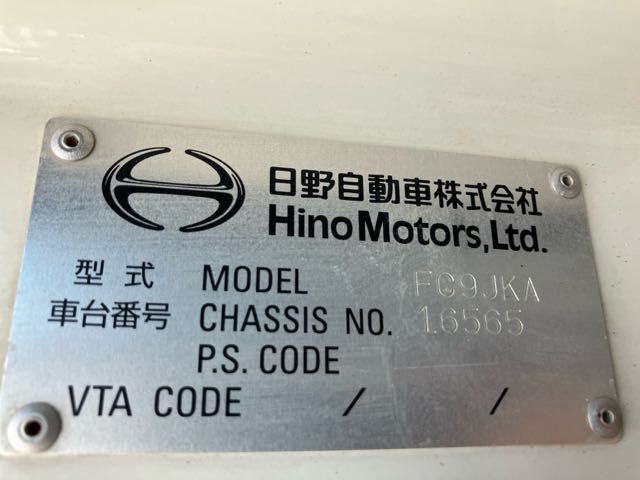 日野自動車株式会社
Hino Motors, Ltd.
型式 MODEL FG9JKA
車台番号 CHASSIS NO. 16565
P.S. CODE
VTA CODE / /